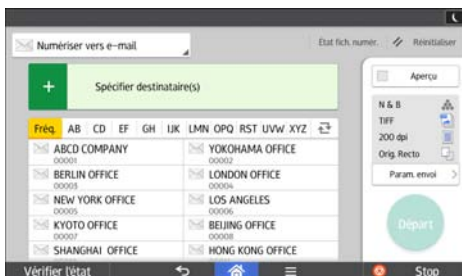 Numériser vers e-mail
Etat fich. numér.
Réinitialiser
+ Spécifier destinataire(s)
Aperçu
Fréq. AB CD EF GH IJK LMN OPQ RST UVW XYZ
ABCD COMPANY
00001
YOKOHAMA OFFICE
00002
BERLIN OFFICE
00003
LONDON OFFICE
00004
NEW YORK OFFICE
00005
LOS ANGELES
00006
KYOTO OFFICE
00007
BEIJING OFFICE
00008
SHANGHAI OFFICE
HONG KONG OFFICE
N & B
TIFF
200 dpi
Orig. Recto
Param. envoi
Départ
Vérifier l'état
Stop